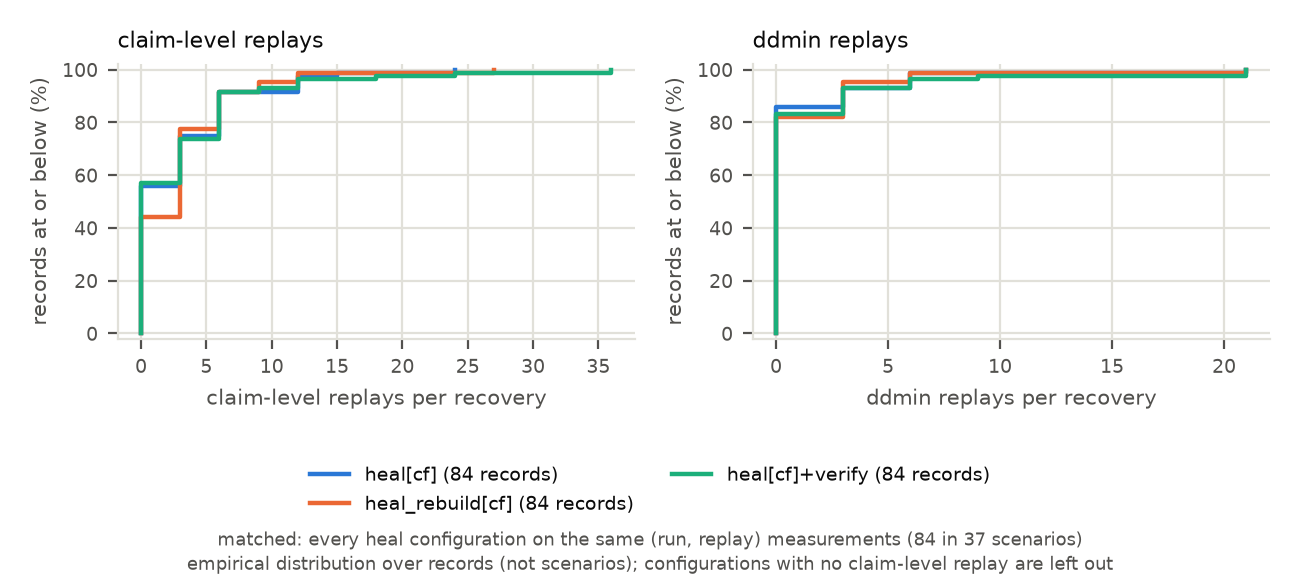 claim-level replays
ddmin replays
records at or below (%)
100
80
60
40
20
0
0 5 10 15 20 25 30 35
claim-level replays per recovery
records at or below (%)
100
80
60
40
20
0
0 5 10 15 20
ddmin replays per recovery
heal[cf] (84 records)
heal_rebuild[cf] (84 records)
heal[cf]+verify (84 records)
matched: every heal configuration on the same (run, replay) measurements (84 in 37 scenarios)
empirical distribution over records (not scenarios); configurations with no claim-level replay are left out